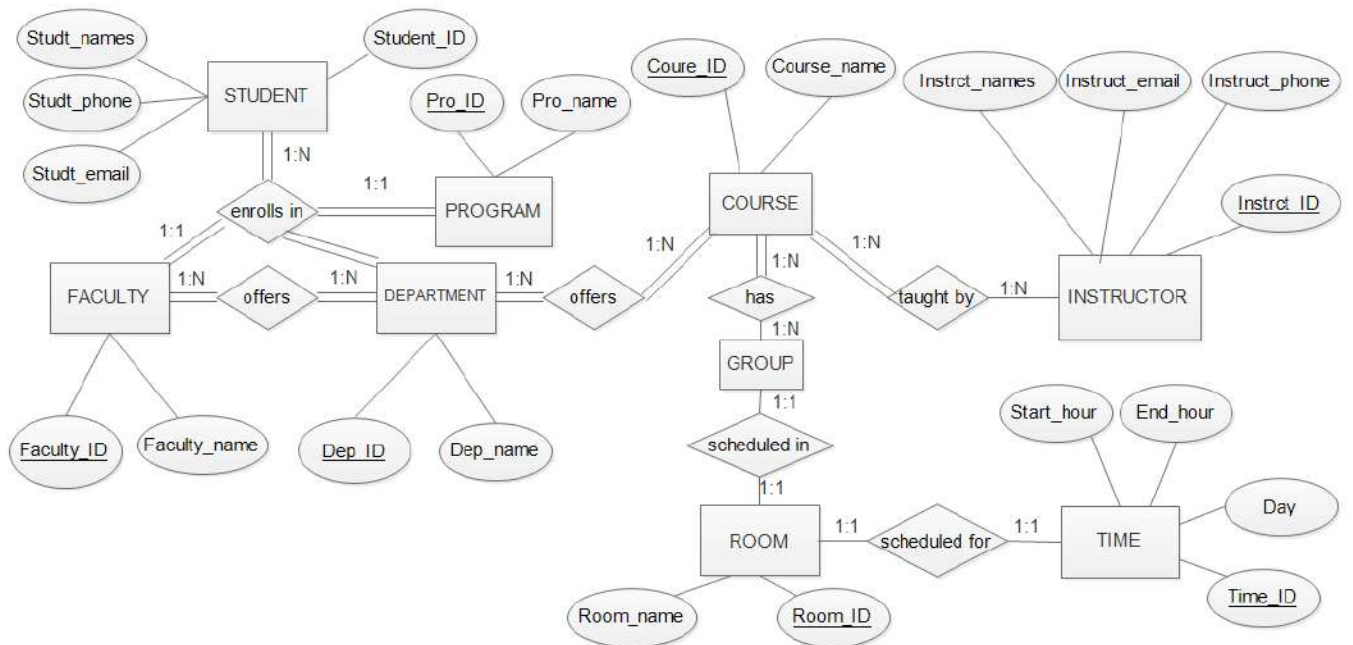 Studt_names
Student_ID
STUDENT
Studt_phone
Studt_email
1:N
Pro_ID
Pro_name
1:1
PROGRAM
enrolls in
1:1
FACULTY
1:N
offers
1:N
DEPARTMENT
1:N
offers
1:N
Faculty_ID
Faculty_name
Dep_ID
Dep_name
Coure_ID
Course_name
COURSE
1:N
has
1:N
GROUP
1:1
scheduled in
1:1
ROOM
Room_name
Room_ID
1:N
taught by
1:N
INSTRUCTOR
Instrct_names
Instruct_email
Instruct_phone
Instrct_ID
1:1
scheduled for
1:1
TIME
Start_hour
End_hour
Day
Time_ID